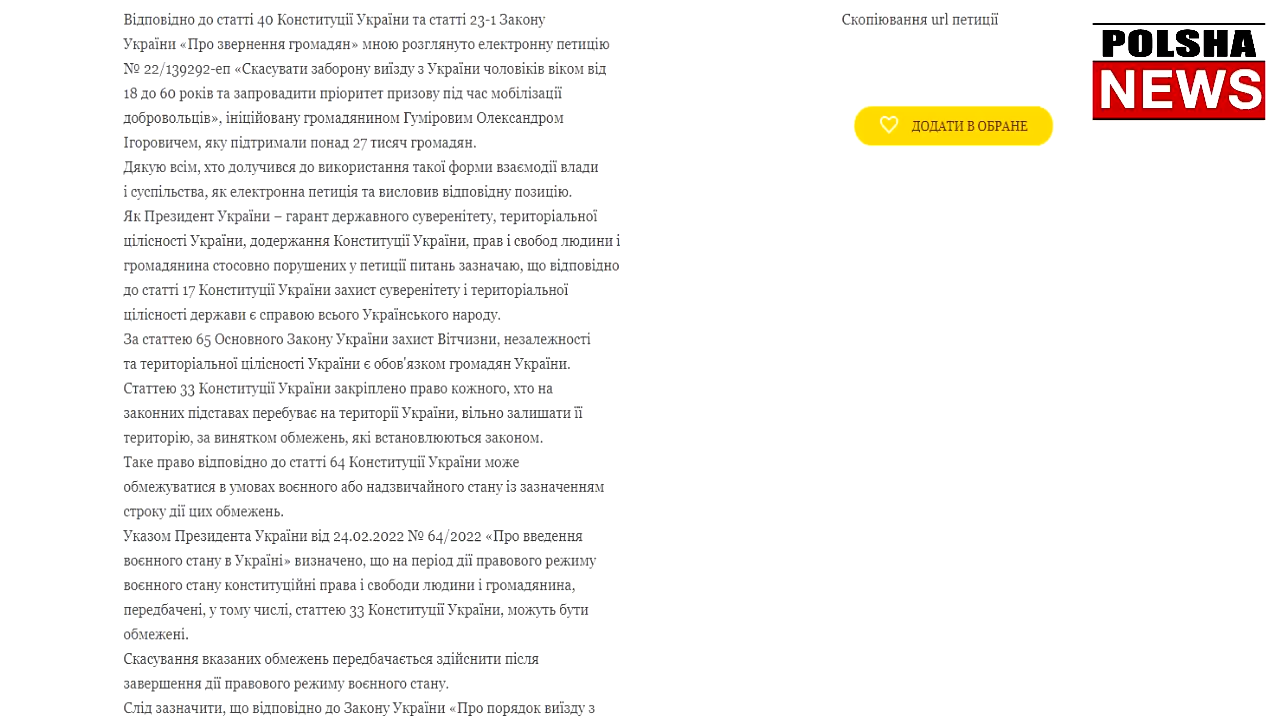 Відповідно до статті 40 Конституції України та статті 23-1 Закону
України «Про звернення громадян» мною розглянуто електронну петицію
№ 22/139292-еп «Скасувати заборону виїзду з України чоловіків віком від
18 до 60 років та запровадити пріоритет призову під час мобілізації
добровольців», ініційовану громадянином Гуміровим Олександром
Ігоровичем, яку підтримали понад 27 тисяч громадян.
Дякую всім, хто долучився до використання такої форми взаємодії влади
і суспільства, як електронна петиція та висловив відповідну позицію.
Як Президент України – гарант державного суверенітету, територіальної
цілісності України, додержання Конституції України, прав і свобод людини і
громадянина стосовно порушених у петиції питань зазначаю, що відповідно
до статті 17 Конституції України захист суверенітету і територіальної
цілісності держави є справою всього Українського народу.
За статтею 65 Основного Закону України захист Вітчизни, незалежності
та територіальної цілісності України є обов'язком громадян України.
Статтею 33 Конституції України закріплено право кожного, хто на
законних підставах перебуває на території України, вільно залишати її
територію, за винятком обмежень, які встановлюються законом.
Таке право відповідно до статті 64 Конституції України може
обмежуватися в умовах воєнного або надзвичайного стану із зазначенням
строку дії цих обмежень.
Указом Президента України від 24.02.2022 № 64/2022 «Про введення
воєнного стану в Україні» визначено, що на період дії правового режиму
воєнного стану конституційні права і свободи людини і громадянина,
передбачені, у тому числі, статтею 33 Конституції України, можуть бути
обмежені.
Скасування вказаних обмежень передбачається здійснити після
завершення дії правового режиму воєнного стану.
Слід зазначити, що відповідно до Закону України «Про порядок виїзду з
Скопіювання url петиції
ДОДАТИ В ОБРАНЕ
POLSHA
NEWS